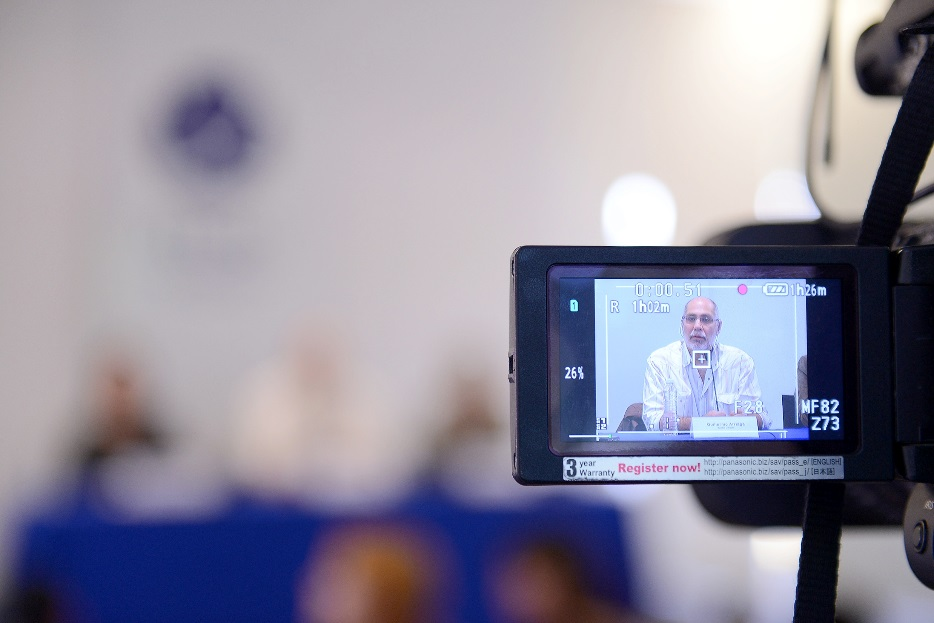 0:00.51
1h26m
R 1h02m
26%
F2.8
MF82
Z73
3 year Warranty
Register now!
http://panasonic.biz/sav/pass_e/ [ENGLISH]
http://panasonic.biz/sav/pass_j/ [日本語]